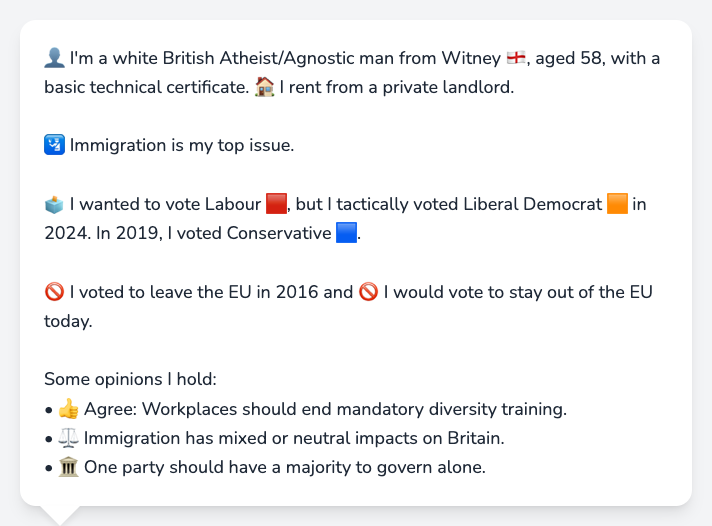 👤 I'm a white British Atheist/Agnostic man from Witney 🏴󠁧󠁢󠁥󠁮󠁧󠁿, aged 58, with a
basic technical certificate. 🏠 I rent from a private landlord.
🛂 Immigration is my top issue.
🗳️ I wanted to vote Labour 🟥, but I tactically voted Liberal Democrat 🟧 in
2024. In 2019, I voted Conservative 🟦.
🚫 I voted to leave the EU in 2016 and 🚫 I would vote to stay out of the EU
today.
Some opinions I hold:
• 👍 Agree: Workplaces should end mandatory diversity training.
• ⚖️ Immigration has mixed or neutral impacts on Britain.
• 🏛️ One party should have a majority to govern alone.